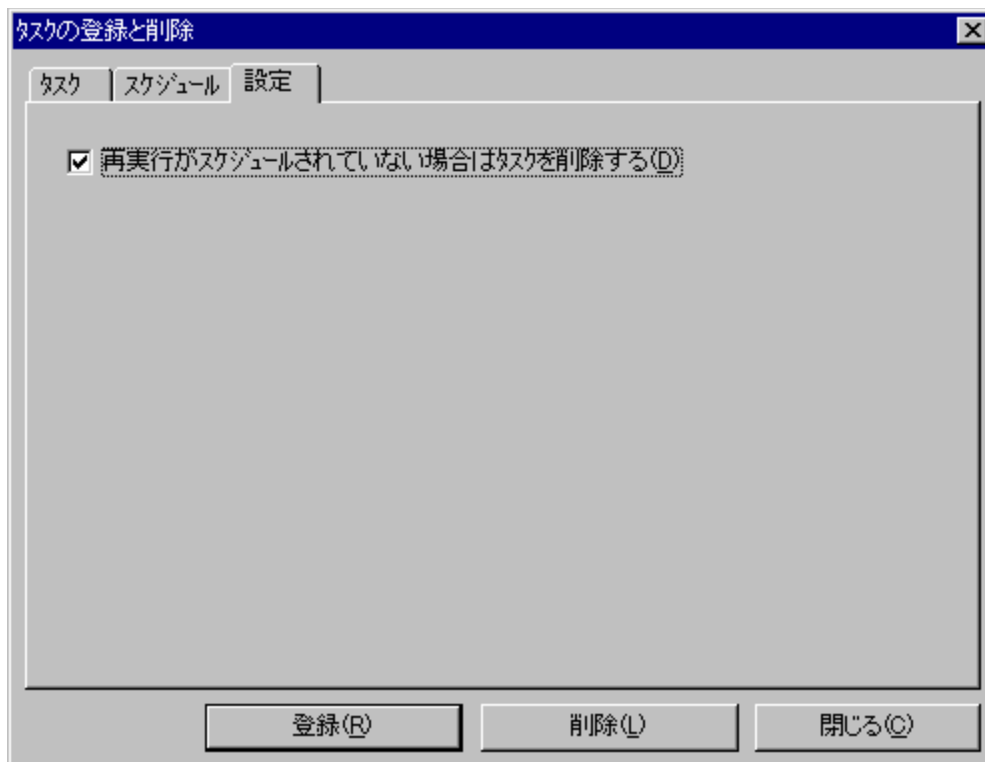 タスクの登録と削除
タスク
スケジュール
設定
再実行がスケジュールされていない場合はタスクを削除する(D)
登録(R)
削除(L)
閉じる(C)